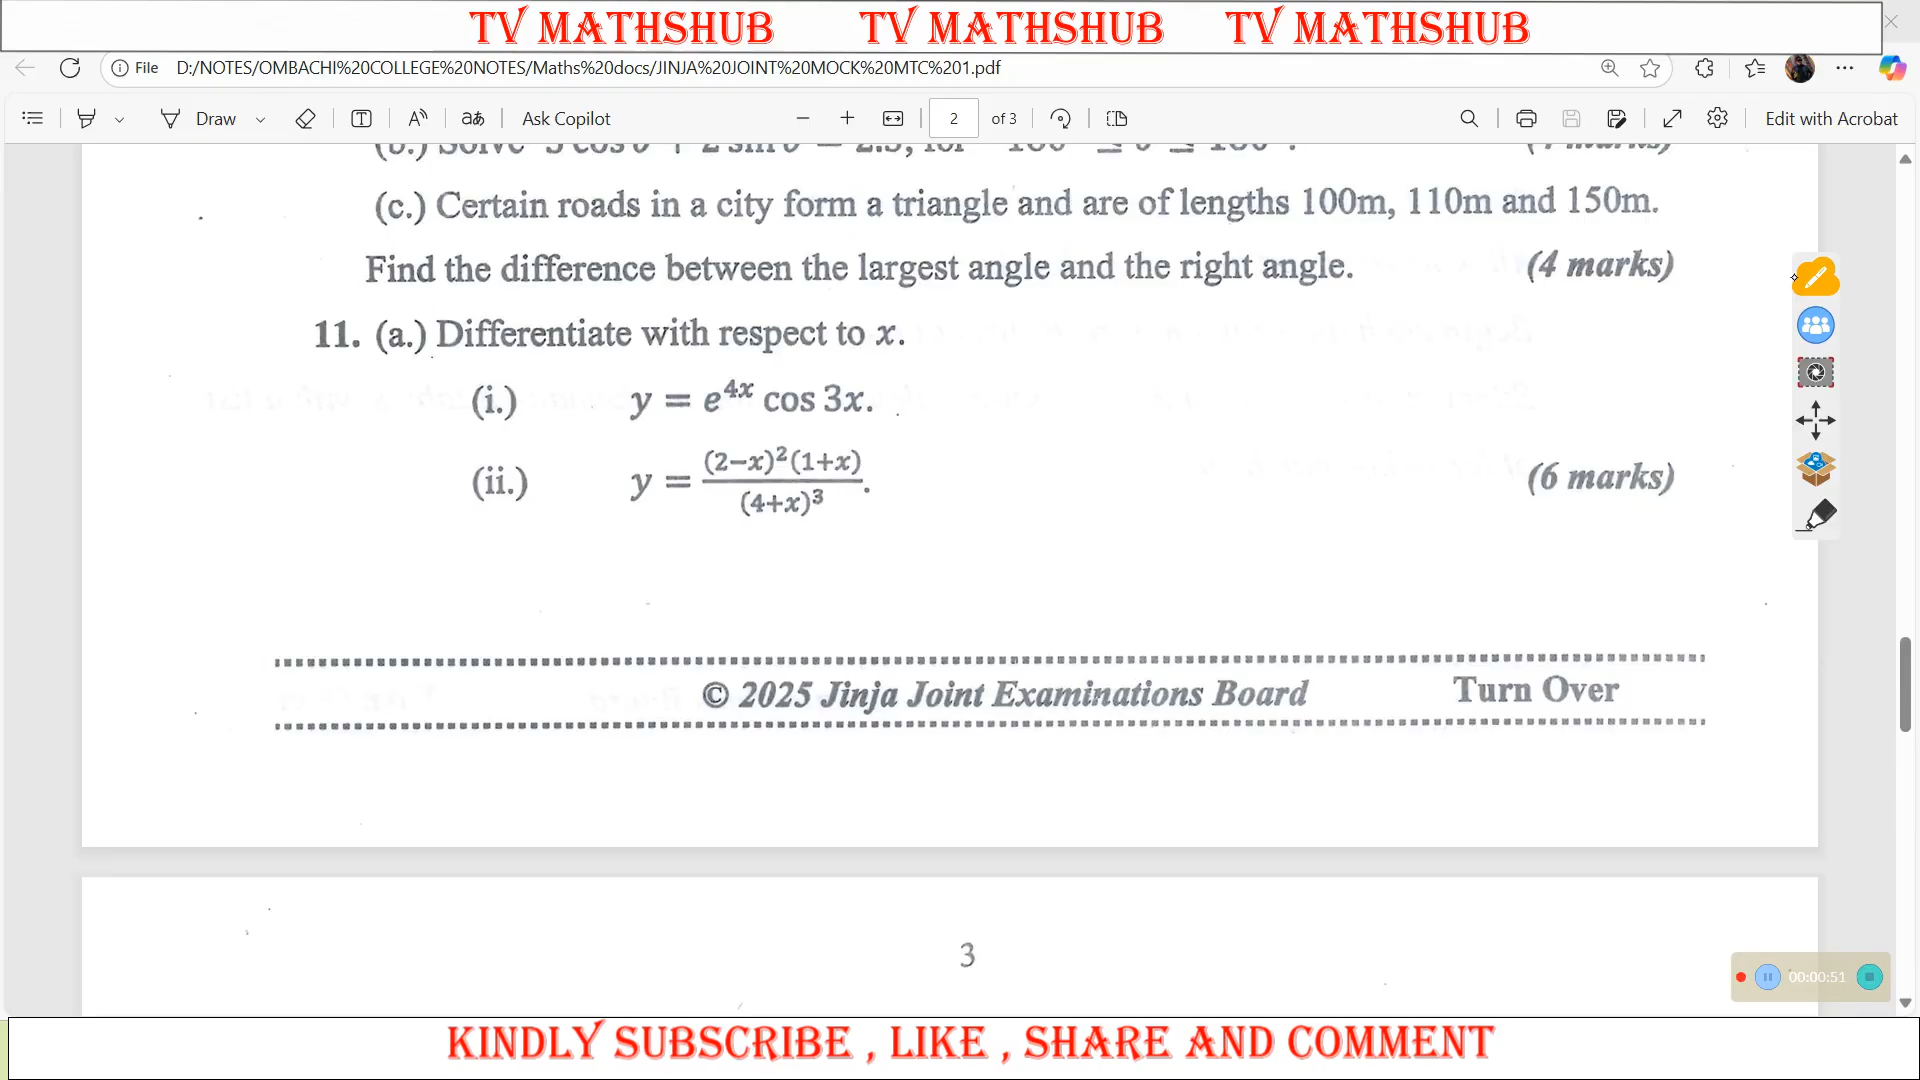 TV MATHSHUB TV MATHSHUB TV MATHSHUB
File D:/NOTES/OMBACHI%20COLLEGE%20NOTES/Maths%20docs/JINJA%20JOINT%20MOCK%20MTC%201.pdf
Draw aあ Ask Copilot 2 of 3 Edit with Acrobat
(c.) Certain roads in a city form a triangle and are of lengths 100m, 110m and 150m.
Find the difference between the largest angle and the right angle. (4 marks)
11. (a.) Differentiate with respect to x.
(i.) y = e^{4x} cos 3x.
(ii.) y = \frac{(2-x)^2(1+x)}{(4+x)^3}. (6 marks)
© 2025 Jinja Joint Examinations Board Turn Over
3
00:00:51
KINDLY SUBSCRIBE , LIKE , SHARE AND COMMENT